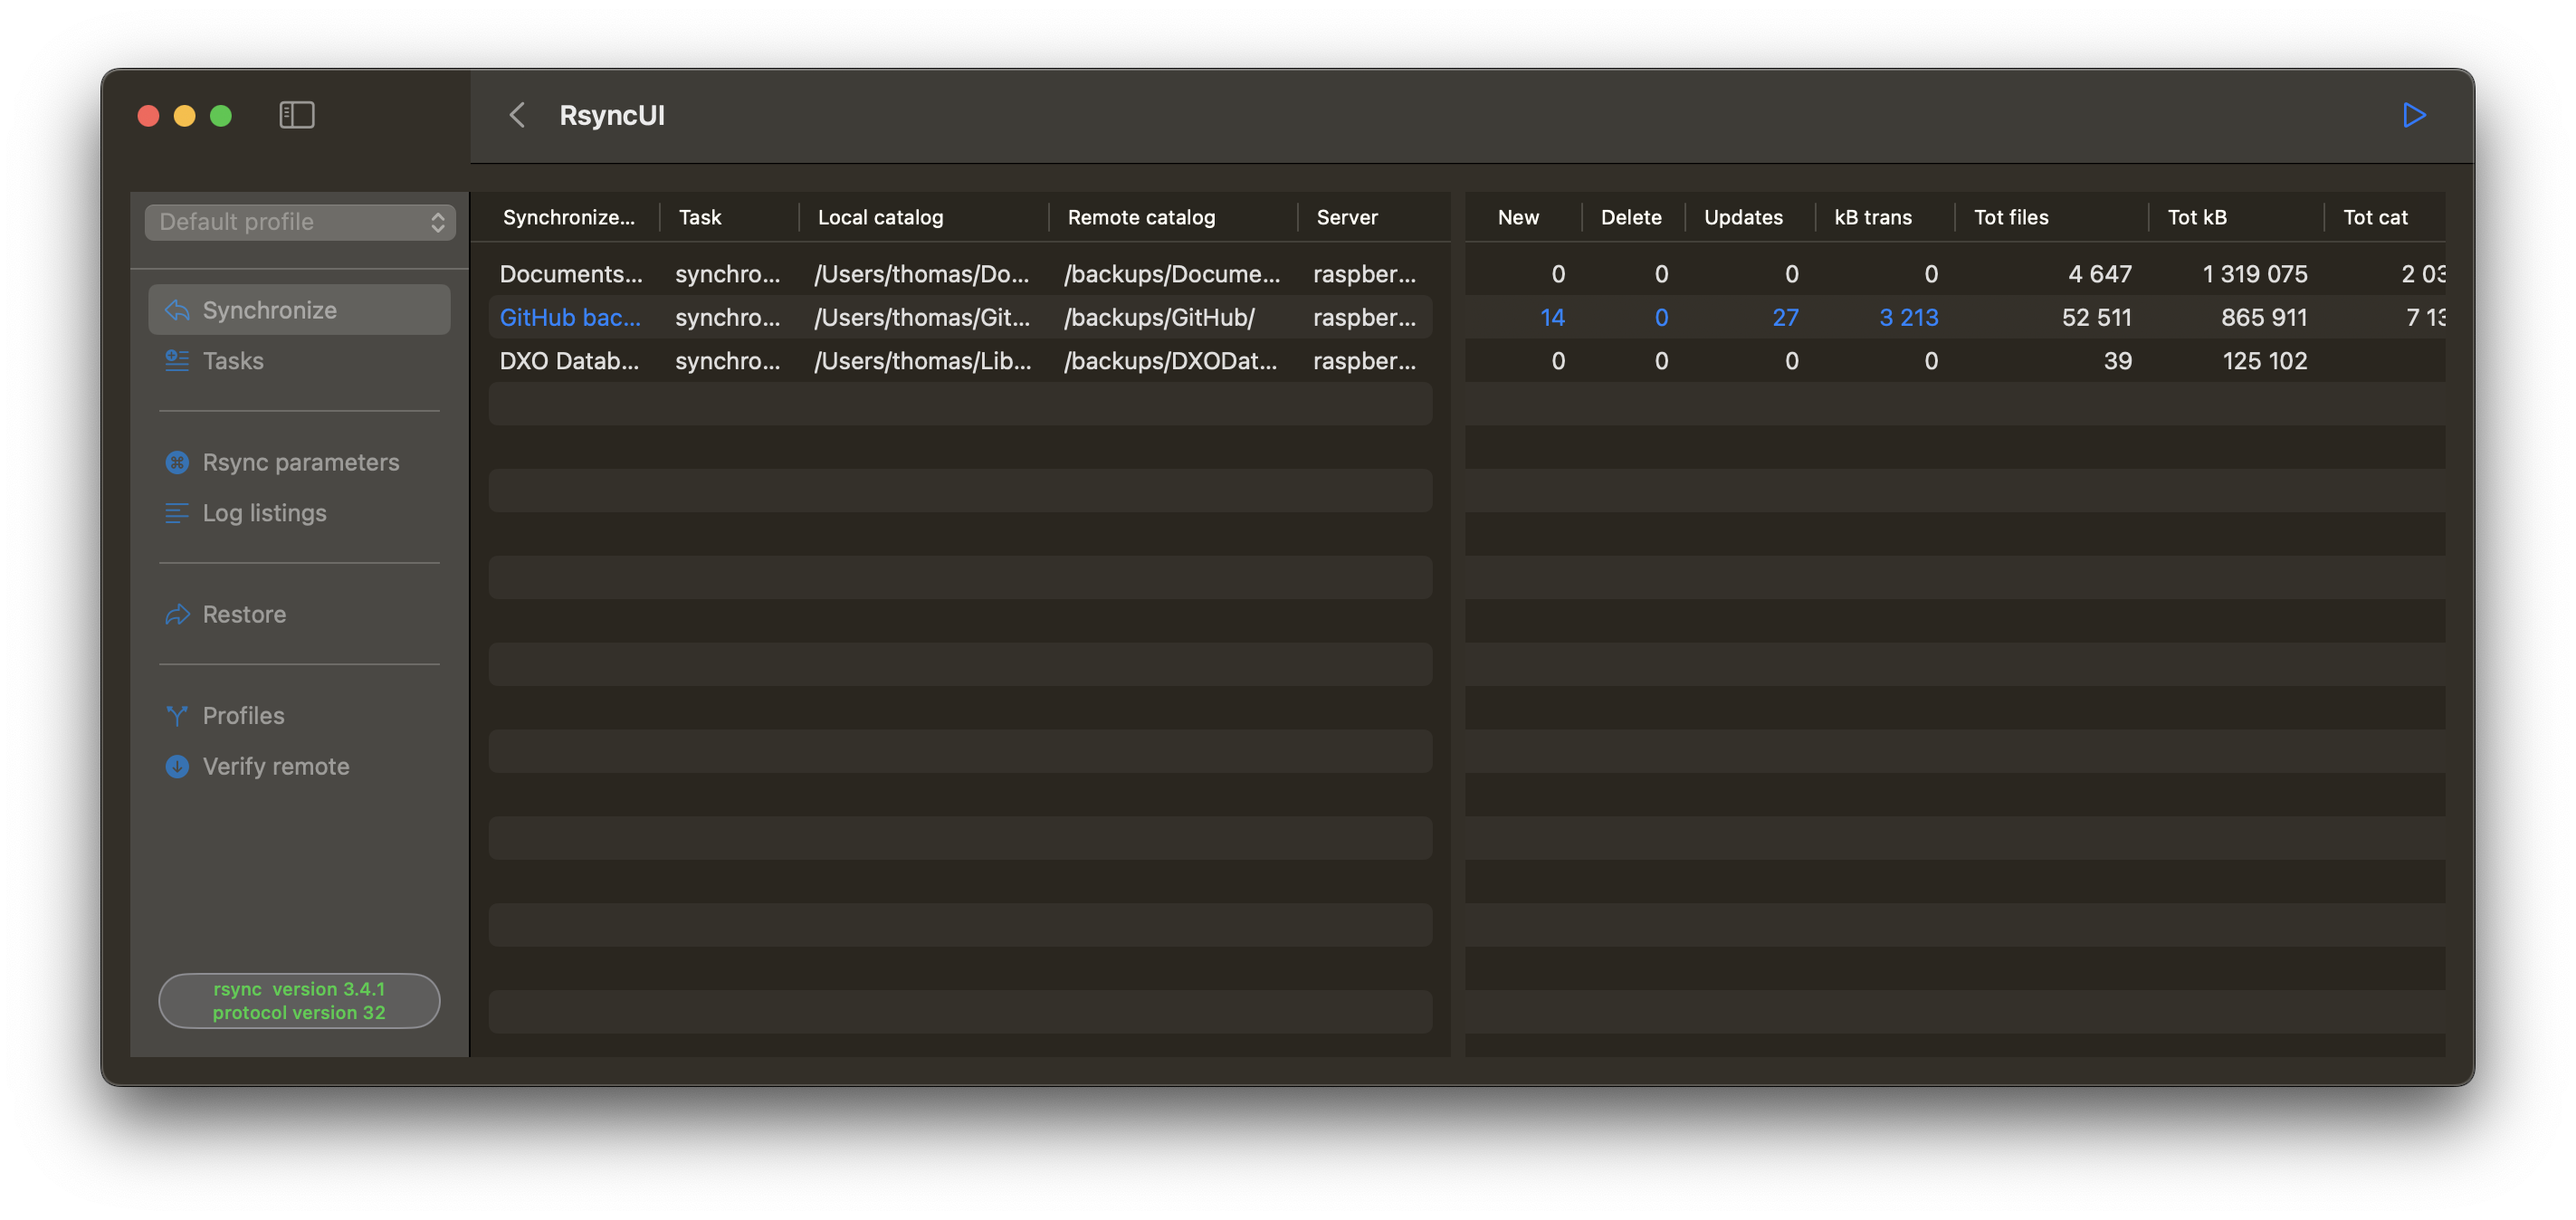 RsyncUI
Default profile
Synchronize
Tasks
Rsync parameters
Log listings
Restore
Profiles
Verify remote
rsync version 3.4.1
protocol version 32
Synchronize... Task Local catalog Remote catalog Server
Documents... synchro... /Users/thomas/Do... /backups/Docume... raspber...
GitHub bac... synchro... /Users/thomas/Git... /backups/GitHub/ raspber...
DXO Datab... synchro... /Users/thomas/Lib... /backups/DXODat... raspber...
New Delete Updates kB trans Tot files Tot kB Tot cat
0 0 0 0 4 647 1 319 075 2 03
14 0 27 3 213 52 511 865 911 7 13
0 0 0 0 39 125 102